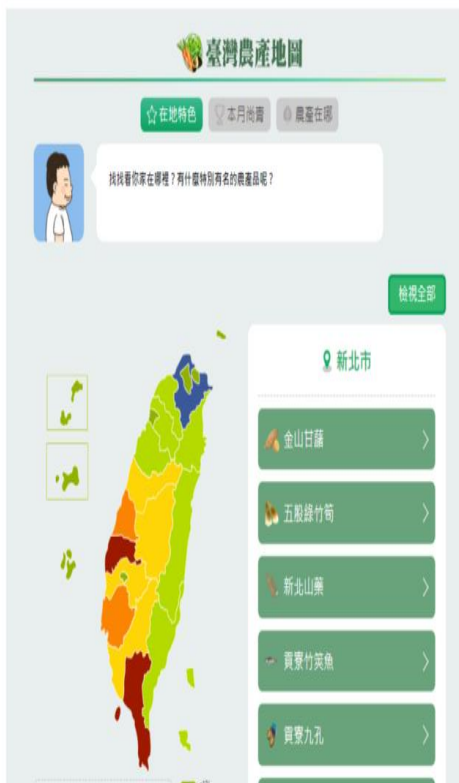 臺灣農產地圖
在地特色
本月尚青
農產在哪
找找看你家在哪裡？有什麼特別有名的農產品呢？
檢視全部
新北市
金山甘藷
五股綠竹筍
新北山藥
貢寮竹筴魚
貢寮九孔